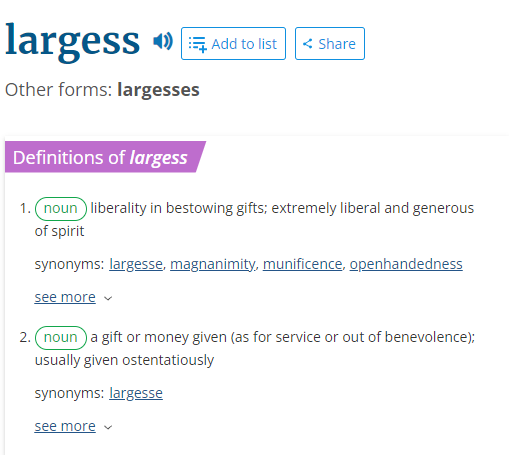 largess Add to list Share
Other forms: largesses
Definitions of largess
1. noun liberality in bestowing gifts; extremely liberal and generous
of spirit
synonyms: largesse, magnanimity, munificence, openhandedness
see more
2. noun a gift or money given (as for service or out of benevolence);
usually given ostentatiously
synonyms: largesse
see more